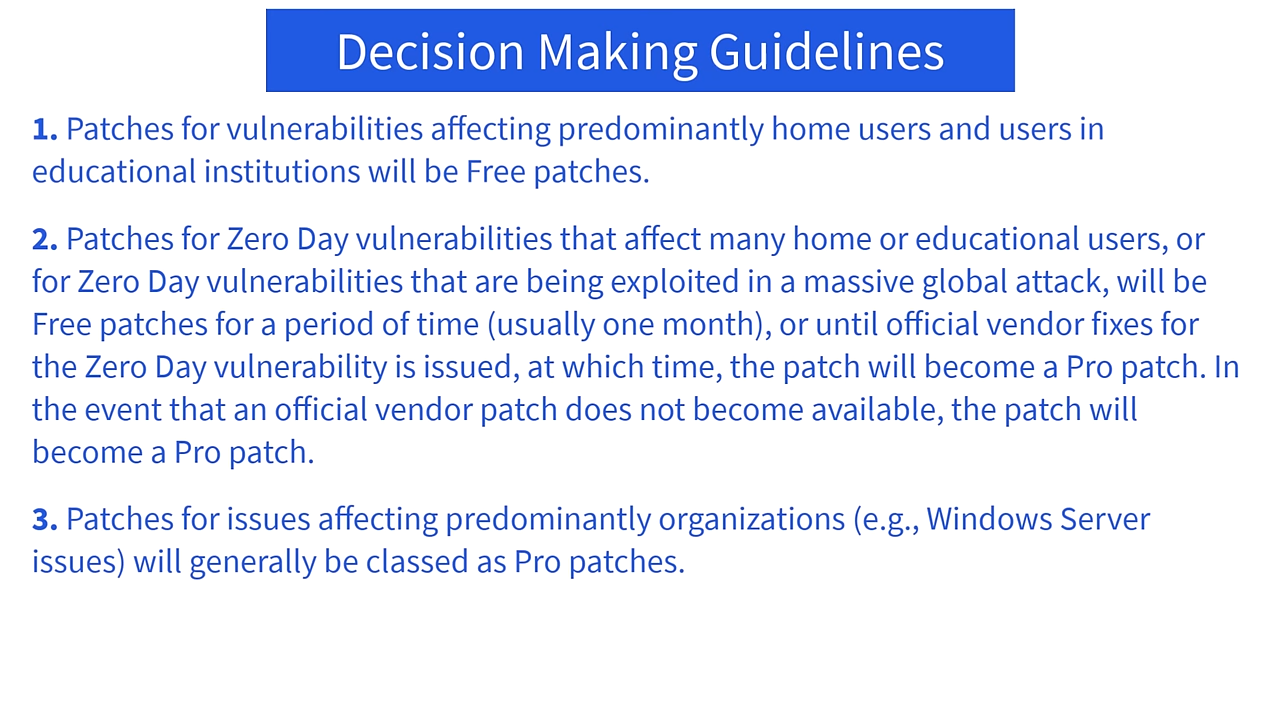 Decision Making Guidelines
1. Patches for vulnerabilities affecting predominantly home users and users in
educational institutions will be Free patches.
2. Patches for Zero Day vulnerabilities that affect many home or educational users, or
for Zero Day vulnerabilities that are being exploited in a massive global attack, will be
Free patches for a period of time (usually one month), or until official vendor fixes for
the Zero Day vulnerability is issued, at which time, the patch will become a Pro patch. In
the event that an official vendor patch does not become available, the patch will
become a Pro patch.
3. Patches for issues affecting predominantly organizations (e.g., Windows Server
issues) will generally be classed as Pro patches.